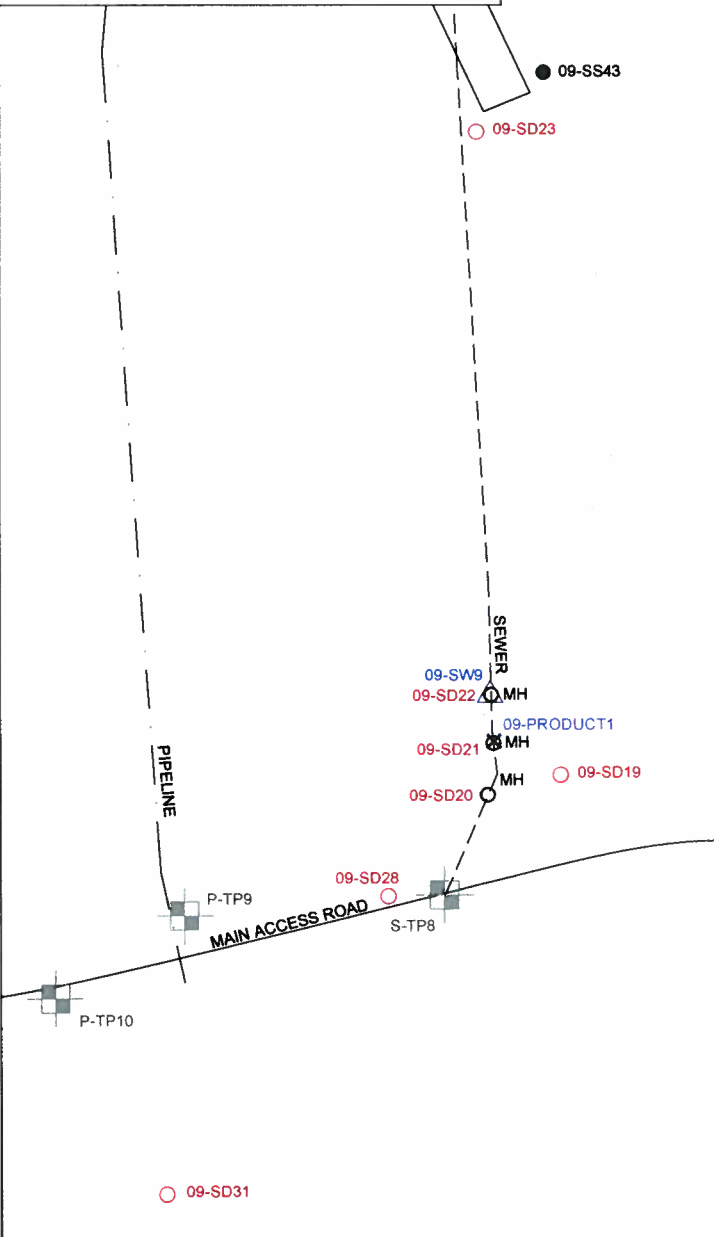 09-SS43
09-SD23
SEWER
09-SW9
09-SD22
MH
09-PRODUCT1
09-SD21
MH
PIPELINE
MH
09-SD19
09-SD20
09-SD28
P-TP9
MAIN ACCESS ROAD
S-TP8
P-TP10
09-SD31